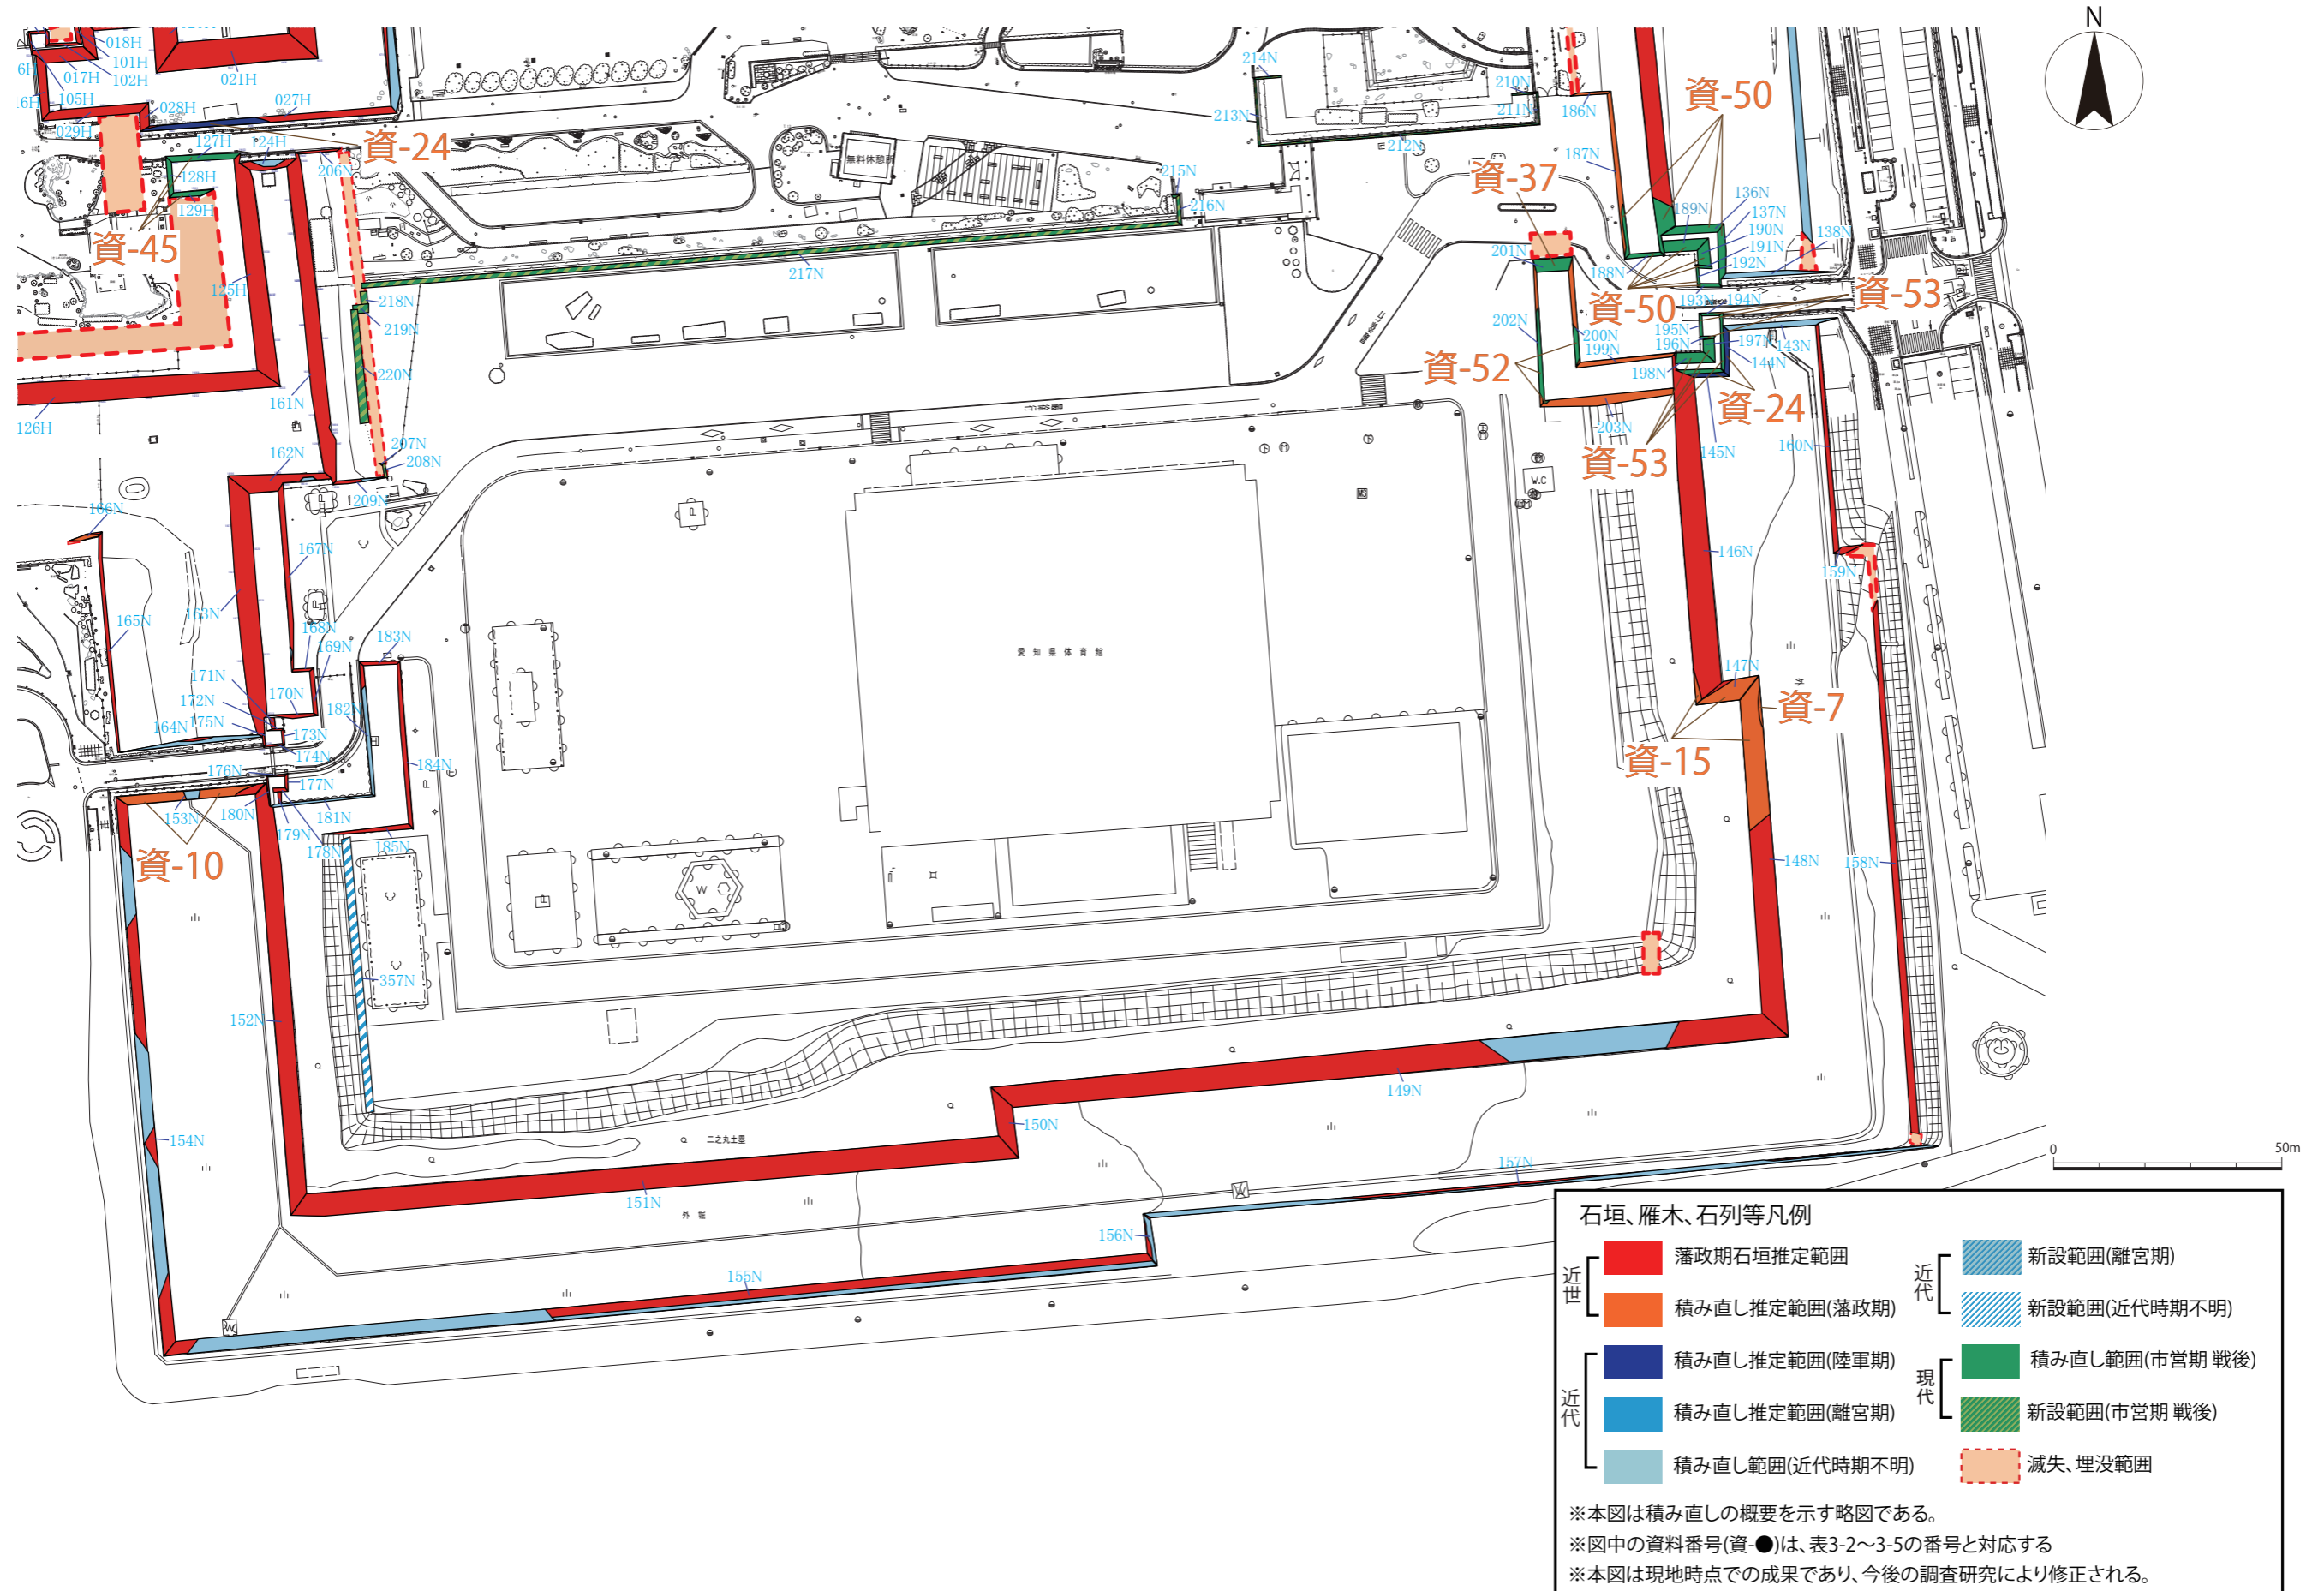 N
018H
101H
017H
102H
021H
105H
028H
027H
029H
資-24
127H
124H
206N
128H
129H
資-45
125H
126H
161N
162N
218N
219N
220N
207N
208N
209N
217N
無料休憩所
214N
213N
212N
215N
216N
210N
211N
186N
187N
資-50
資-37
136N
189N
137N
190N
191N
138N
192N
188N
201N
資-50
193N
194N
資-53
202N
200N
199N
195N
196N
197N
143N
144N
198N
資-52
資-24
203N
資-53
145N
160N
W.C
146N
159N
166N
167N
165N
163N
168N
169N
183N
171N
170N
172N
182N
164N
175N
173N
174N
184N
176N
177N
153N
180N
179N
181N
178N
185N
資-10
愛知県体育館
147N
資-7
資-15
148N
158N
357N
152N
154N
149N
150N
二之丸土塁
151N
外堀
157N
156N
155N
0
50m
石垣、雁木、石列等凡例
近世
藩政期石垣推定範囲
積み直し推定範囲(藩政期)
近代
積み直し推定範囲(陸軍期)
積み直し推定範囲(離宮期)
積み直し範囲(近代時期不明)
近代
新設範囲(離宮期)
新設範囲(近代時期不明)
現代
積み直し範囲(市営期 戦後)
新設範囲(市営期 戦後)
滅失、埋没範囲
※本図は積み直しの概要を示す略図である。
※図中の資料番号(資-●)は、表3-2〜3-5の番号と対応する
※本図は現地時点での成果であり、今後の調査研究により修正される。